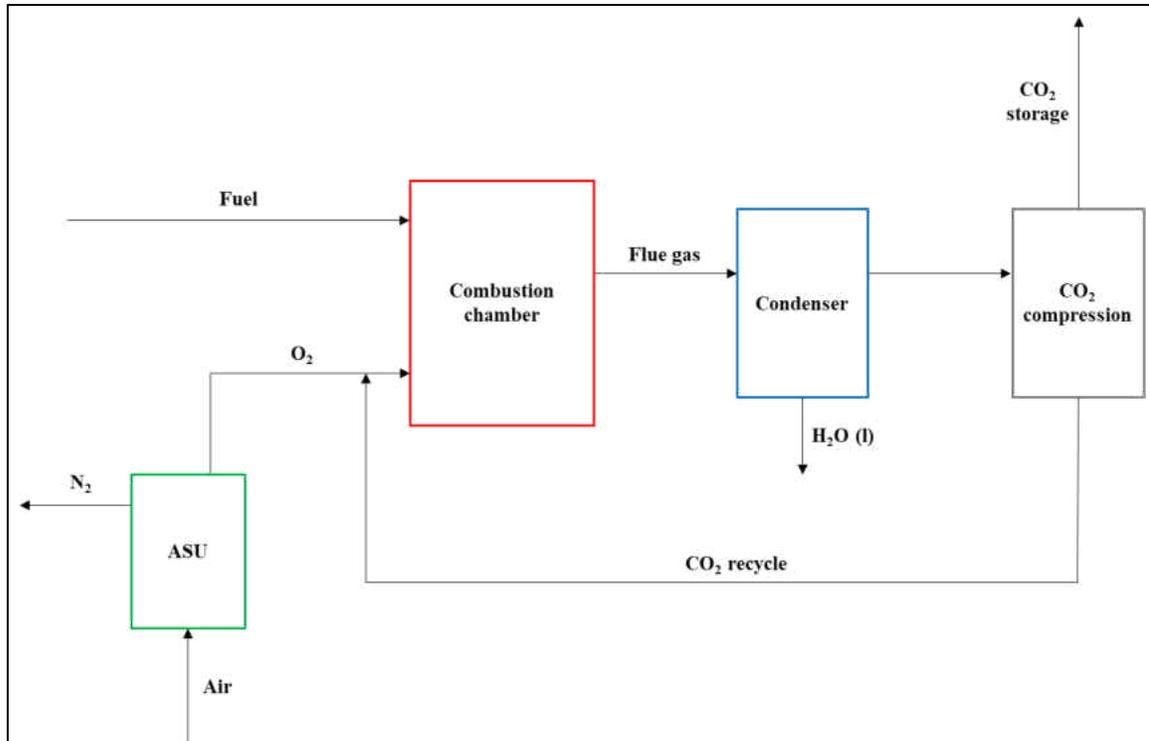 CO₂
storage
Fuel
Combustion
chamber
Flue gas
Condenser
CO₂
compression
O₂
H₂O (l)
N₂
ASU
CO₂ recycle
Air